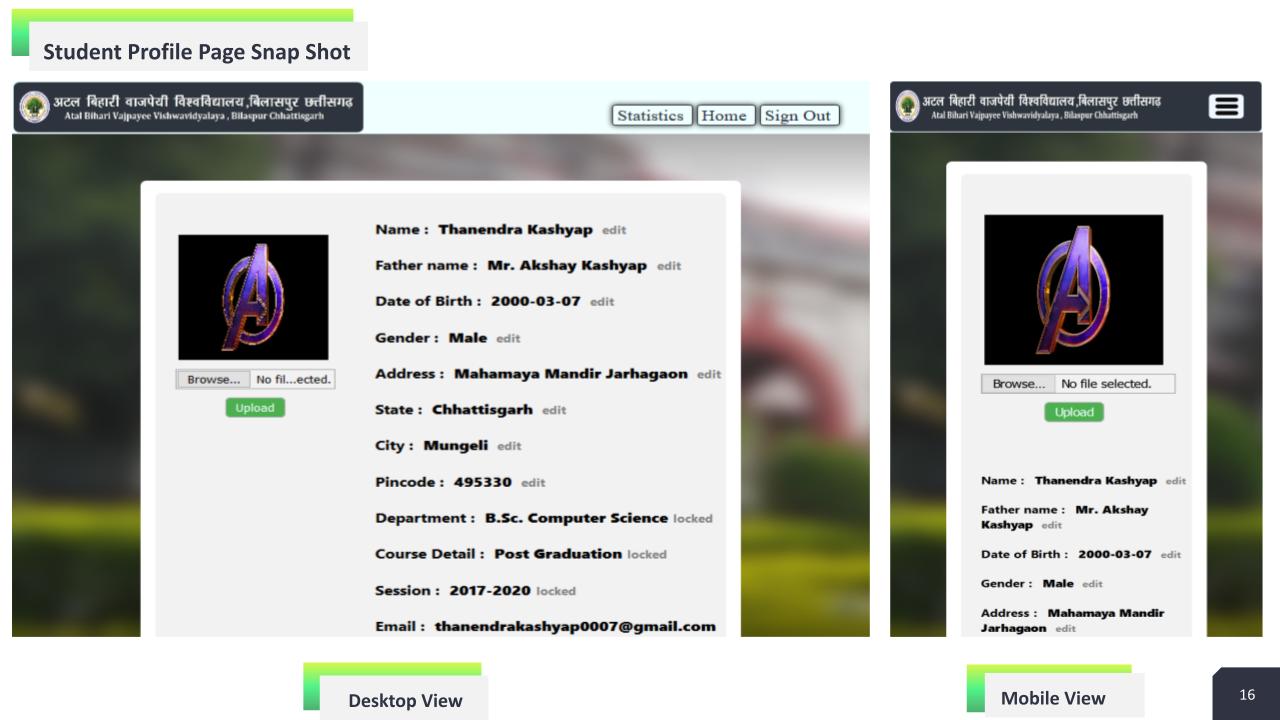 Student Profile Page Snap Shot
अटल बिहारी वाजपेयी विश्वविद्यालय,बिलासपुर छत्तीसगढ़
Atal Bihari Vajpayee Vishwavidyalaya , Bilaspur Chhattisgarh
Statistics Home Sign Out
Name : Thanendra Kashyap edit
Father name : Mr. Akshay Kashyap edit
Date of Birth : 2000-03-07 edit
Gender : Male edit
Address : Mahamaya Mandir Jarhagaon edit
State : Chhattisgarh edit
City : Mungeli edit
Pincode : 495330 edit
Department : B.Sc. Computer Science locked
Course Detail : Post Graduation locked
Session : 2017-2020 locked
Email : thanendrakashyap0007@gmail.com
Browse... No fil...ected.
Upload
Desktop View
अटल बिहारी वाजपेयी विश्वविद्यालय,बिलासपुर छत्तीसगढ़
Atal Bihari Vajpayee Vishwavidyalaya , Bilaspur Chhattisgarh
Browse... No file selected.
Upload
Name : Thanendra Kashyap edit
Father name : Mr. Akshay
Kashyap edit
Date of Birth : 2000-03-07 edit
Gender : Male edit
Address : Mahamaya Mandir
Jarhagaon edit
Mobile View
16